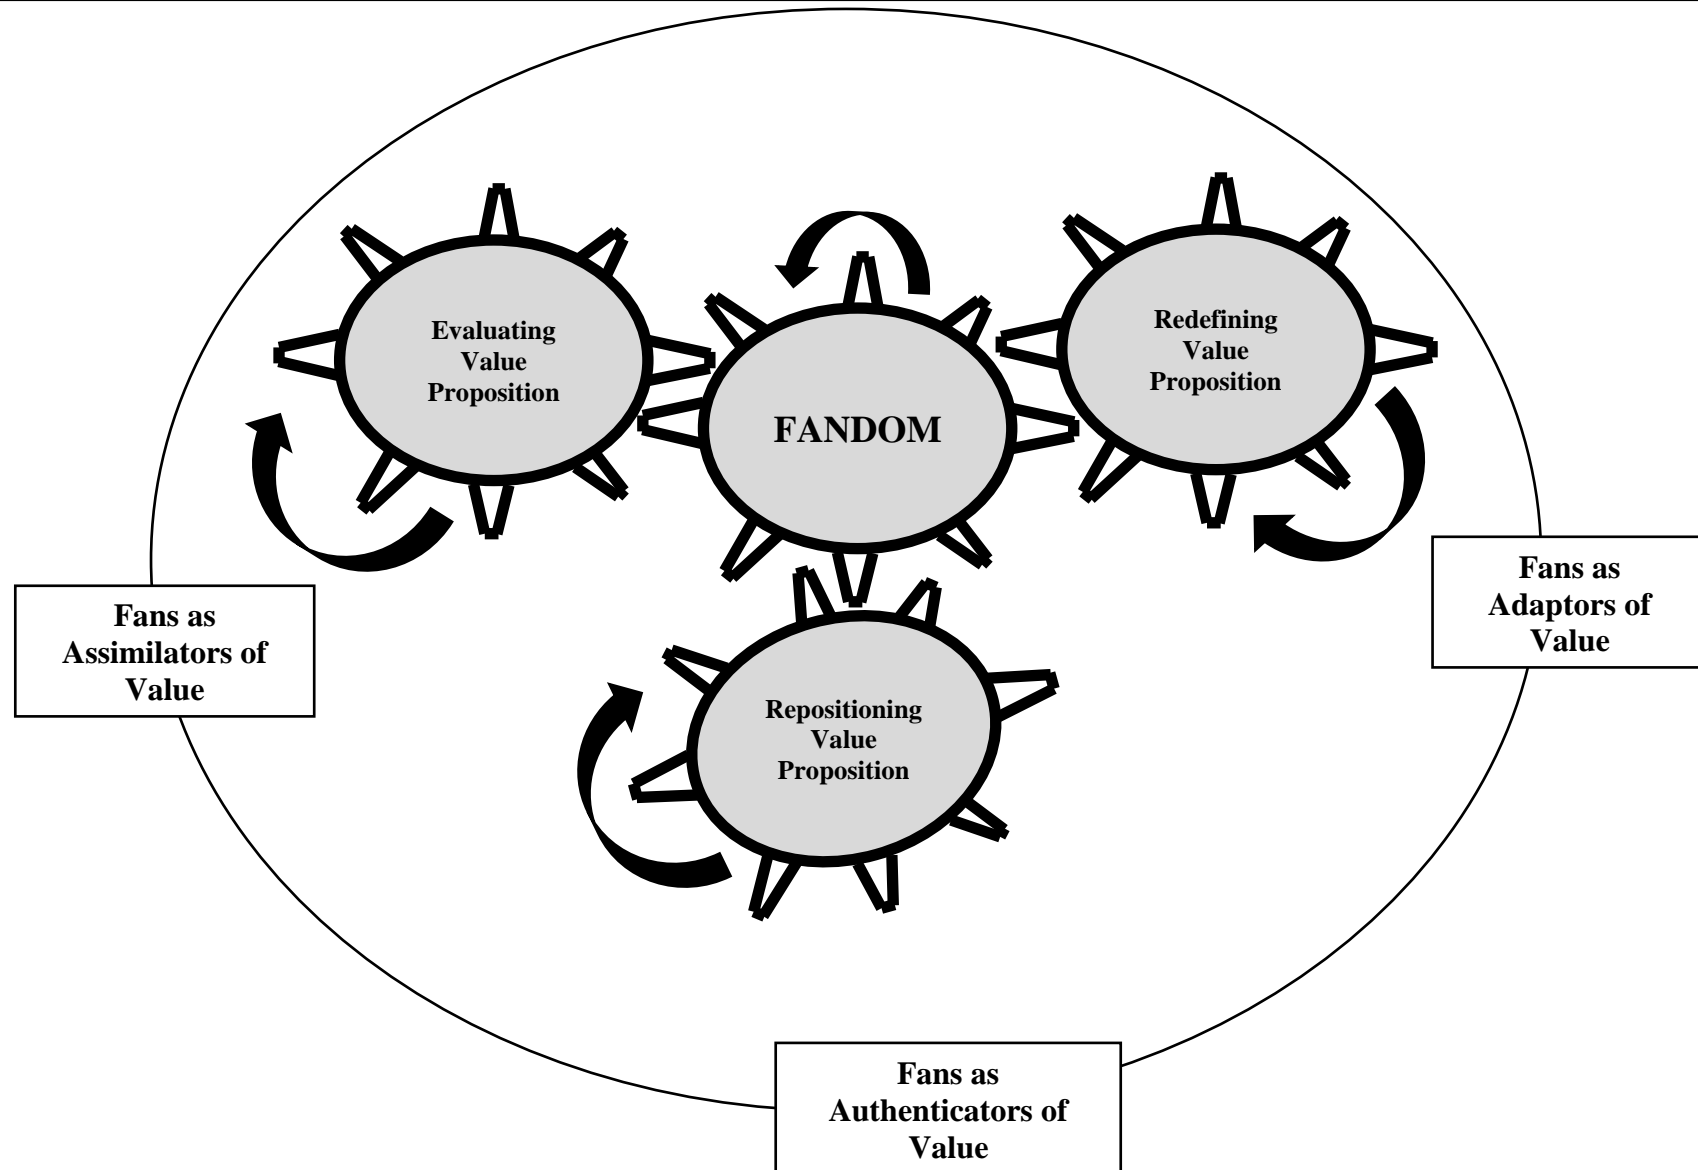 Evaluating
Value
Proposition
FANDOM
Redefining
Value
Proposition
Repositioning
Value
Proposition
Fans as
Assimilators of
Value
Fans as
Adaptors of
Value
Fans as
Authenticators of
Value